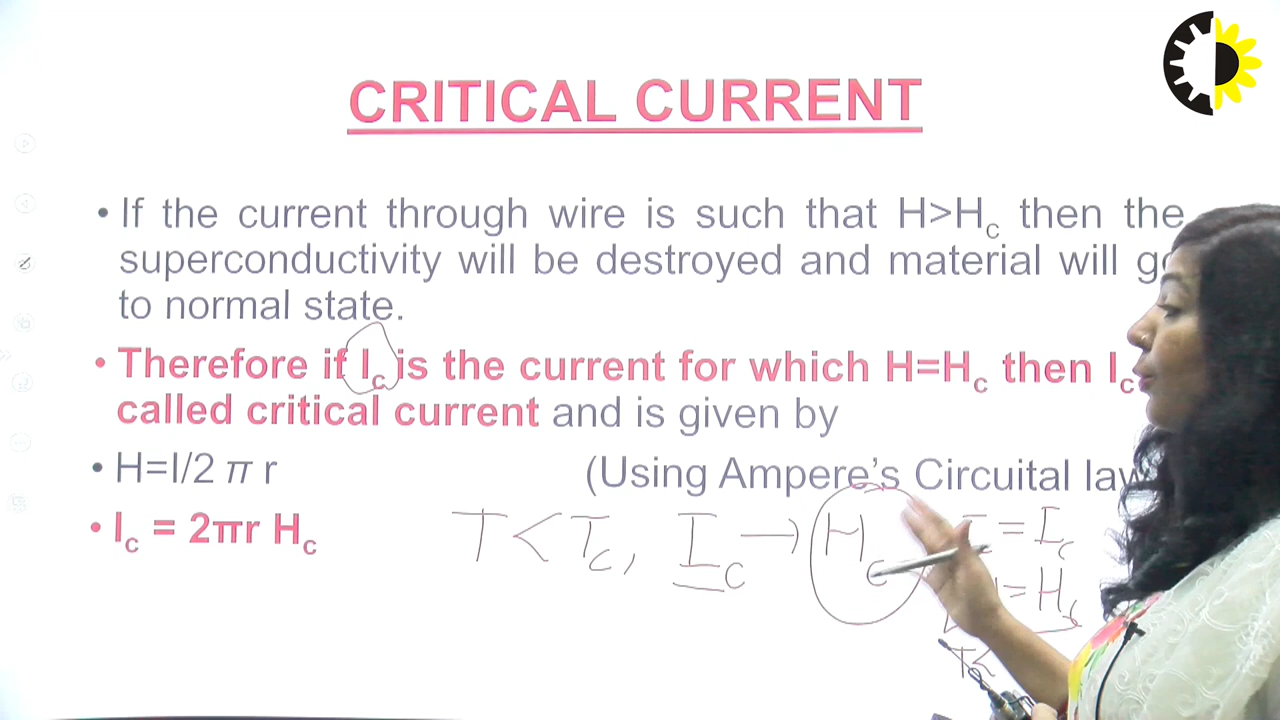 CRITICAL CURRENT
• If the current through wire is such that H>Hc then the
superconductivity will be destroyed and material will go
to normal state.
• Therefore if Ic is the current for which H=Hc then Ic
called critical current and is given by
• H=I/2 π r (Using Ampere's Circuital law
• Ic = 2πr Hc
T < Tc, Ic → Hc
= Ic
= Hc
T<